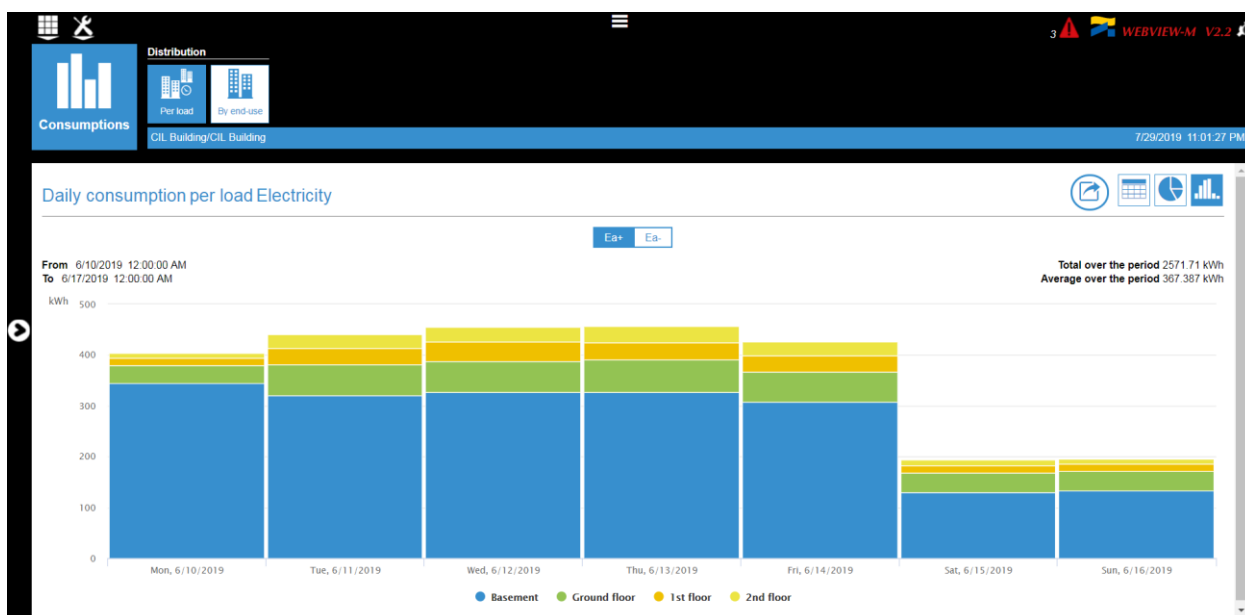 3 WEBVIEW-M V2.2
Distribution
Per load By end-use
Consumptions
CIL Building/CIL Building 7/29/2019 11:01:27 PM
Daily consumption per load Electricity
Ea+ Ea-
From 6/10/2019 12:00:00 AM
To 6/17/2019 12:00:00 AM
Total over the period 2571.71 kWh
Average over the period 367.387 kWh
kWh
500
400
300
200
100
0
Mon, 6/10/2019 Tue, 6/11/2019 Wed, 6/12/2019 Thu, 6/13/2019 Fri, 6/14/2019 Sat, 6/15/2019 Sun, 6/16/2019
Basement Ground floor 1st floor 2nd floor